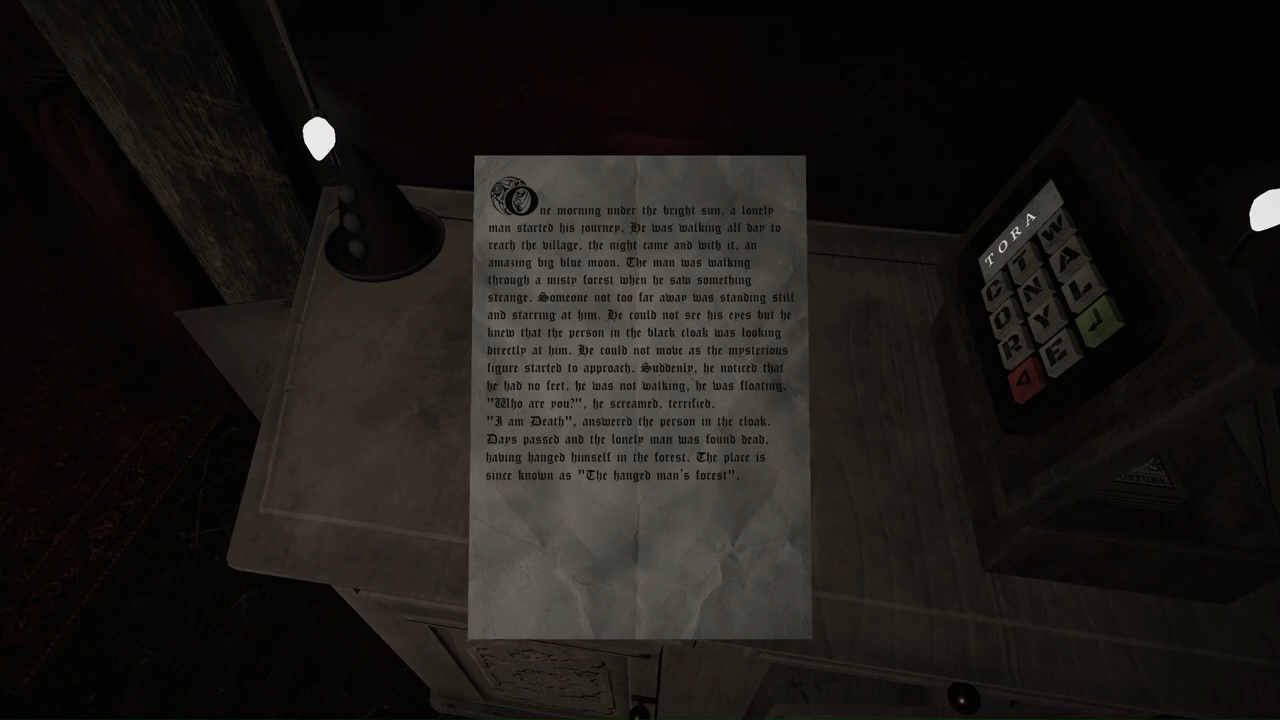 One morning under the bright sun, a lonely
man started his journey. He was walking all day to
reach the village, the night came and with it, an
amazing big blue moon. The man was walking
through a misty forest when he saw something
strange. Someone not too far away was standing still
and starring at him. He could not see his eyes but he
knew that the person in the black cloak was looking
directly at him. He could not move as the mysterious
figure started to approach. Suddenly, he noticed that
he had no feet, he was not walking, he was floating.
"Who are you?", he screamed, terrified.
"I am Death", answered the person in the cloak.
Days passed and the lonely man was found dead,
having hanged himself in the forest. The place is
since known as "The hanged man's forest".
TORA
C T W
O N A
R Y L
E